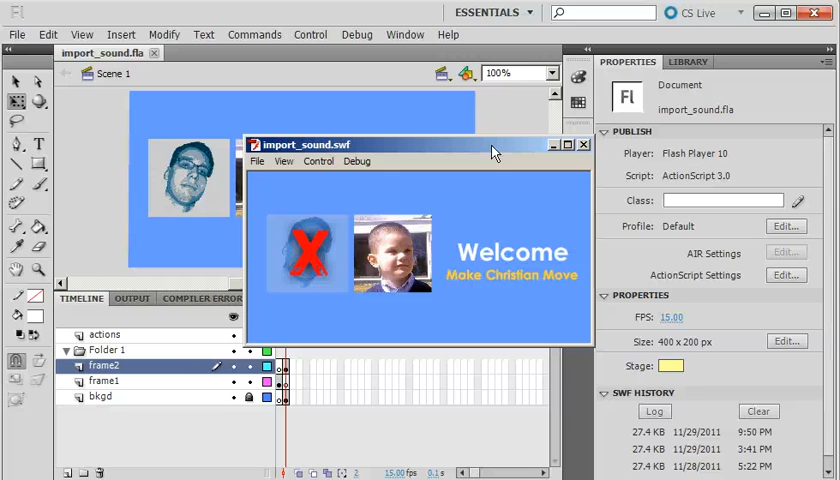 Fl
ESSENTIALS
CS Live
File Edit View Insert Modify Text Commands Control Debug Window Help
import_sound.fla
Scene 1
100%
PROPERTIES LIBRARY
Fl
Document
import_sound.fla
PUBLISH
Player: Flash Player 10
Script: ActionScript 3.0
Class:
Profile: Default Edit...
AIR Settings Edit...
ActionScript Settings Edit...
PROPERTIES
FPS: 15.00
Size: 400 x 200 px Edit...
Stage:
SWF HISTORY
Log Clear
27.4 KB 11/29/2011 9:50 PM
27.4 KB 11/29/2011 3:41 PM
27.4 KB 11/28/2011 5:22 PM
import_sound.swf
File View Control Debug
X
Welcome
Make Christian Move
TIMELINE OUTPUT COMPILER ERROR
actions
Folder 1
frame2
frame1
bkgd
2 15.00 fps 0.1 s